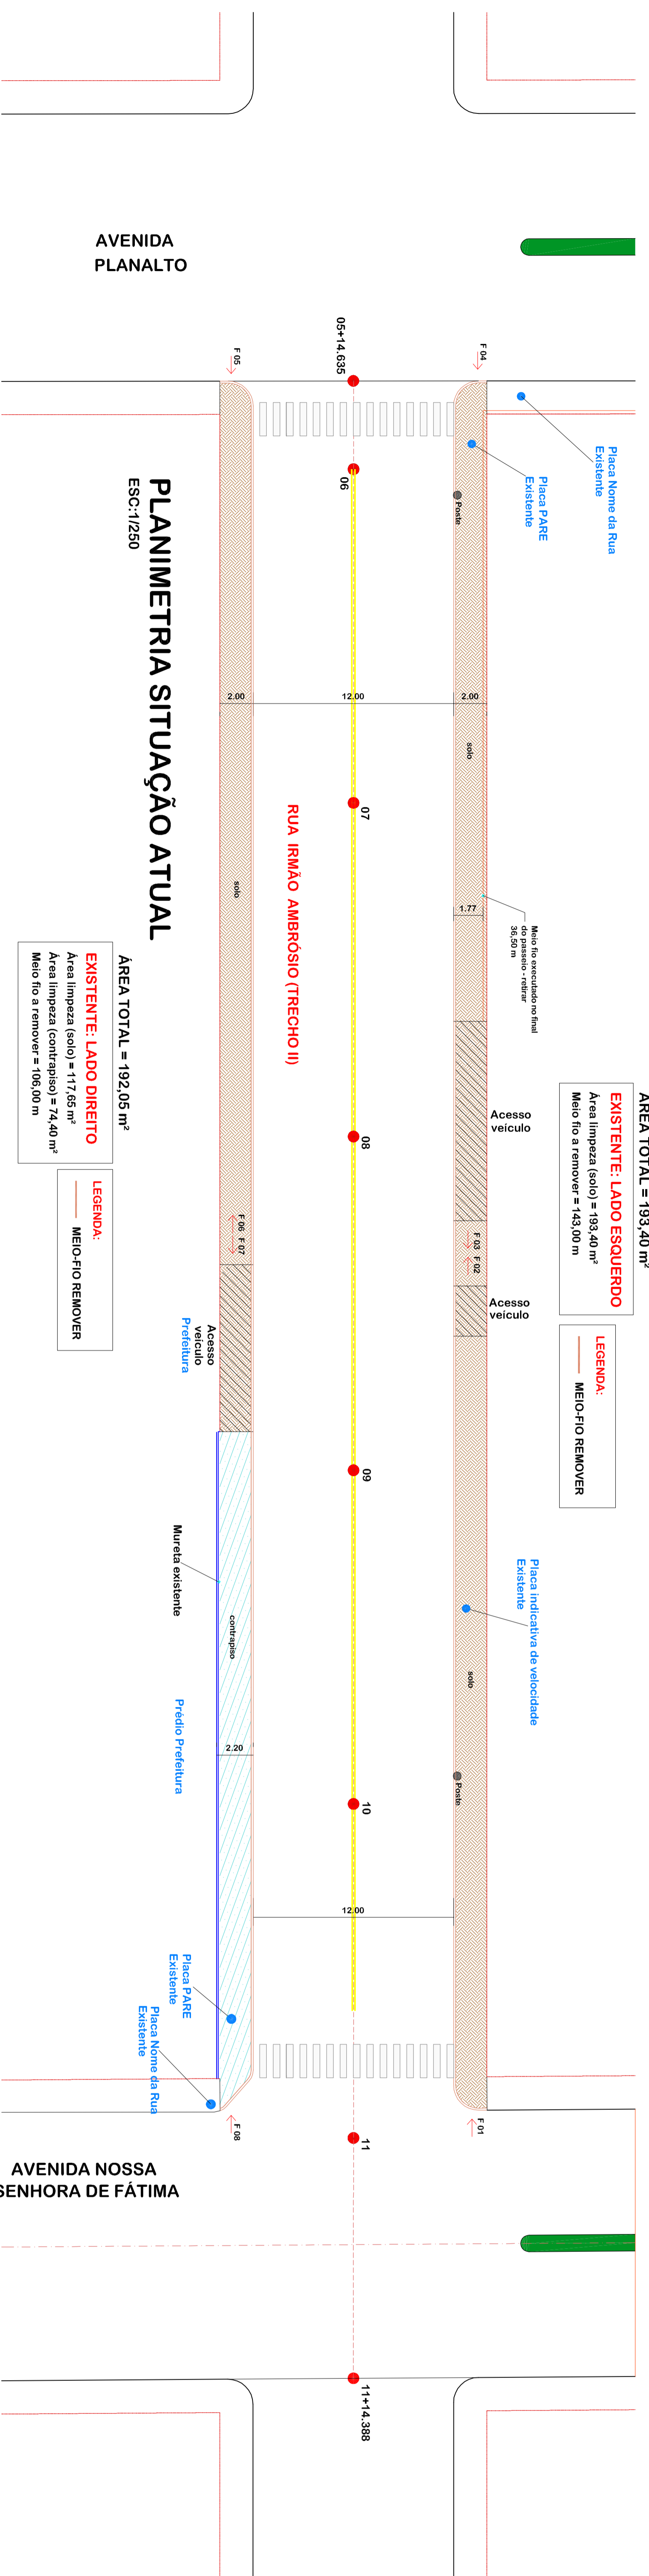 AVENIDA
PLANALTO
05+14.635
F 05
F 04
Placa Nome da Rua
Existente
Placa PARE
Existente
06
Poste
PLANIMETRIA SITUAÇÃO ATUAL
ESC:1/250
2.00
12.00
2.00
solo
RUA IRMÃO AMBRÓSIO (TRECHO II)
07
solo
1.77
Meio fio executado no final
do passeio - retirar
36,50 m
ÁREA TOTAL = 192,05 m²
EXISTENTE: LADO DIREITO
Área limpeza (solo) = 117,65 m²
Área limpeza (contrapiso) = 74,40 m²
Meio fio a remover = 106,00 m
LEGENDA:
MEIO-FIO REMOVER
ÁREA TOTAL = 193,40 m²
EXISTENTE: LADO ESQUERDO
Área limpeza (solo) = 193,40 m²
Meio fio a remover = 143,00 m
LEGENDA:
MEIO-FIO REMOVER
Acesso
veículo
08
F 06
F 07
F 03
F 02
Acesso
veículo
Acesso
veículo
Prefeitura
09
Mureta existente
contrapiso
Placa indicativa de velocidade
Existente
solo
Prédio Prefeitura
2.20
Poste
10
12.00
Placa PARE
Existente
Placa Nome da Rua
Existente
F 08
F 01
11
AVENIDA NOSSA
SENHORA DE FÁTIMA
11+14.388